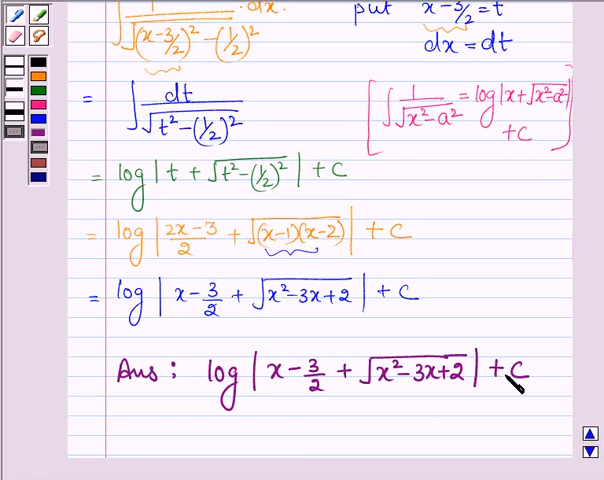 ∫ 1/√((x-3/2)² - (1/2)²) . dx put x - 3/2 = t
dx = dt
= ∫ dt/√(t² - (1/2)²) [∫ 1/√(x² - a²) = log|x + √(x² - a²)| + C]
= log|t + √(t² - (1/2)²)| + C
= log|(2x - 3)/2 + √((x-1)(x-2))| + C
= log|x - 3/2 + √(x² - 3x + 2)| + C
Ans : log|x - 3/2 + √(x² - 3x + 2)| + C